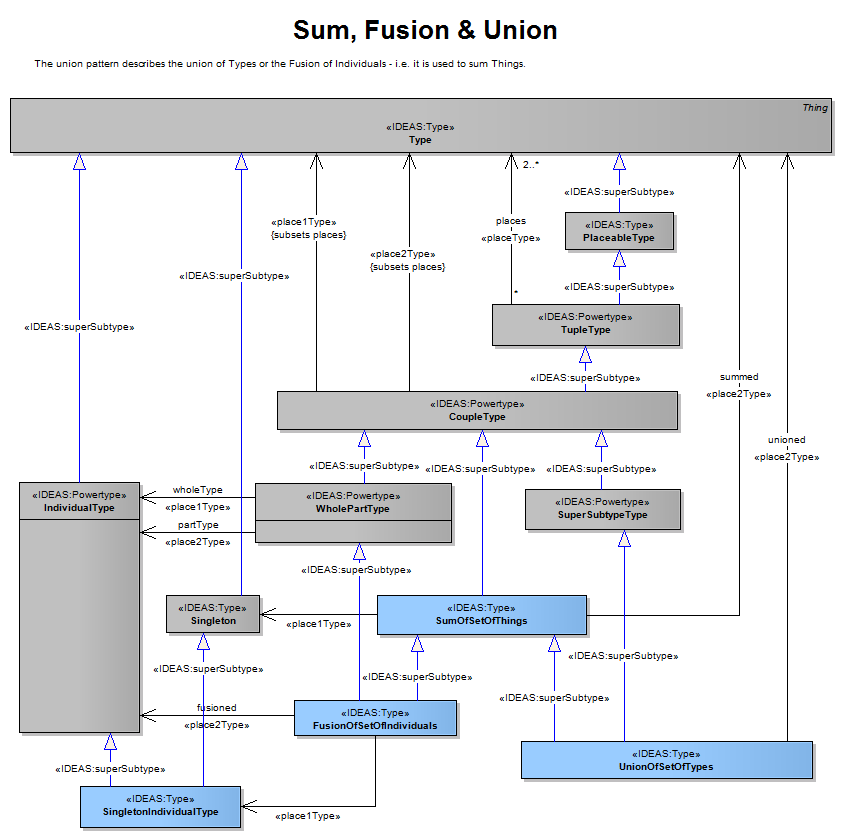 Sum, Fusion & Union
The union pattern describes the union of Types or the Fusion of Individuals - i.e. it is used to sum Things.
Thing
«IDEAS:Type»
Type
2..*
«IDEAS:superSubtype»
«place1Type»
{subsets places}
places
«placeType»
«IDEAS:Type»
PlaceableType
«place2Type»
{subsets places}
«IDEAS:superSubtype»
«IDEAS:superSubtype»
*
«IDEAS:Powertype»
TupleType
«IDEAS:superSubtype»
«IDEAS:superSubtype»
summed
«place2Type»
«IDEAS:Powertype»
CoupleType
unioned
«place2Type»
«IDEAS:superSubtype»
«IDEAS:superSubtype»
«IDEAS:superSubtype»
«IDEAS:Powertype»
IndividualType
wholeType
«place1Type»
partType
«place2Type»
«IDEAS:Powertype»
WholePartType
«IDEAS:Powertype»
SuperSubtypeType
«IDEAS:superSubtype»
«IDEAS:Type»
Singleton
«place1Type»
«IDEAS:Type»
SumOfSetOfThings
«IDEAS:superSubtype»
«IDEAS:superSubtype»
«IDEAS:superSubtype»
«IDEAS:superSubtype»
fusioned
«place2Type»
«IDEAS:Type»
FusionOfSetOfIndividuals
«IDEAS:Type»
UnionOfSetOfTypes
«IDEAS:superSubtype»
«IDEAS:Type»
SingletonIndividualType
«place1Type»